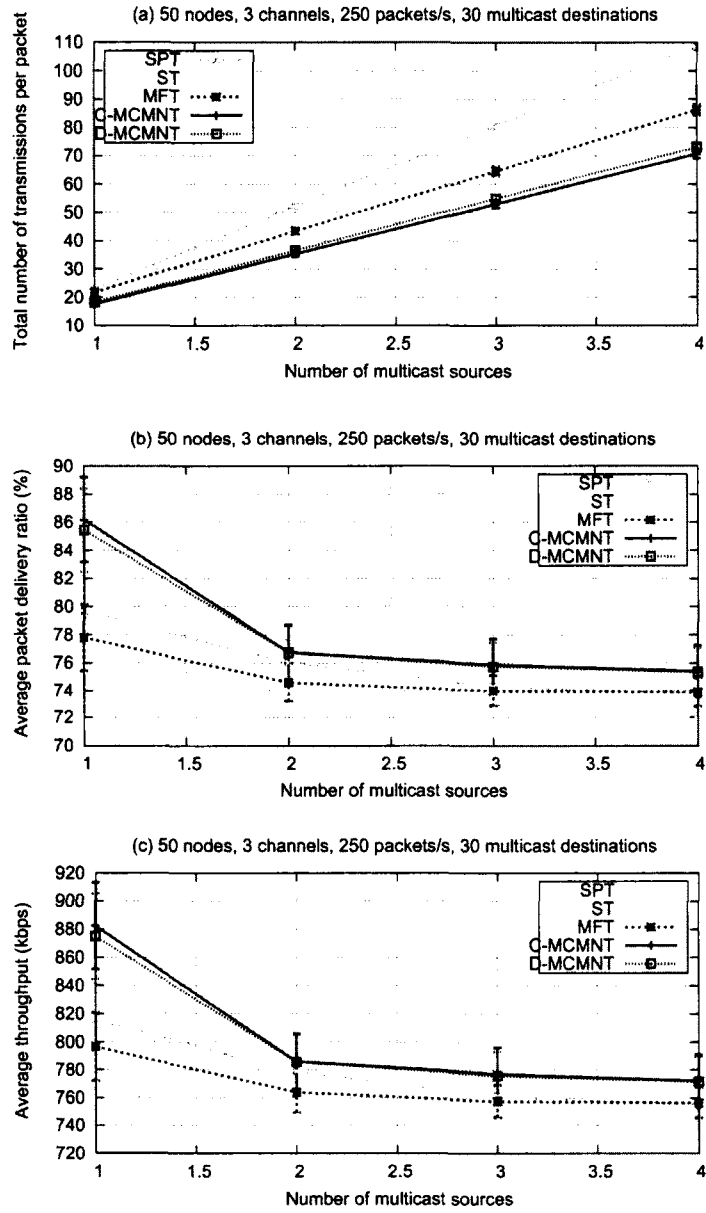 (a) 50 nodes, 3 channels, 250 packets/s, 30 multicast destinations
Total number of transmissions per packet
110
100
90
80
70
60
50
40
30
20
10
SPT
ST
MFT
C-MCMNT
D-MCMNT
1
1.5
2
2.5
3
3.5
4
Number of multicast sources
(b) 50 nodes, 3 channels, 250 packets/s, 30 multicast destinations
Average packet delivery ratio (%)
90
88
86
84
82
80
78
76
74
72
70
SPT
ST
MFT
C-MCMNT
D-MCMNT
1
1.5
2
2.5
3
3.5
4
Number of multicast sources
(c) 50 nodes, 3 channels, 250 packets/s, 30 multicast destinations
Average throughput (kbps)
920
900
880
860
840
820
800
780
760
740
720
SPT
ST
MFT
C-MCMNT
D-MCMNT
1
1.5
2
2.5
3
3.5
4
Number of multicast sources